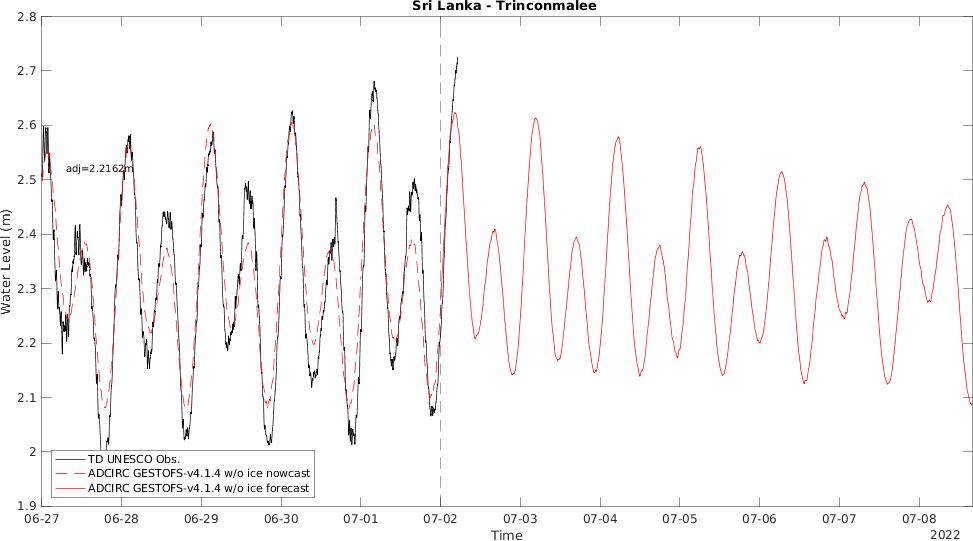 Sri Lanka - Trinconmalee
2.8
2.7
2.6
2.5
2.4
2.3
2.2
2.1
2
1.9
Water Level (m)
adj=2.2162m
TD UNESCO Obs.
ADCIRC GESTOFS-v4.1.4 w/o ice nowcast
ADCIRC GESTOFS-v4.1.4 w/o ice forecast
06-27 06-28 06-29 06-30 07-01 07-02 07-03 07-04 07-05 07-06 07-07 07-08
Time
2022